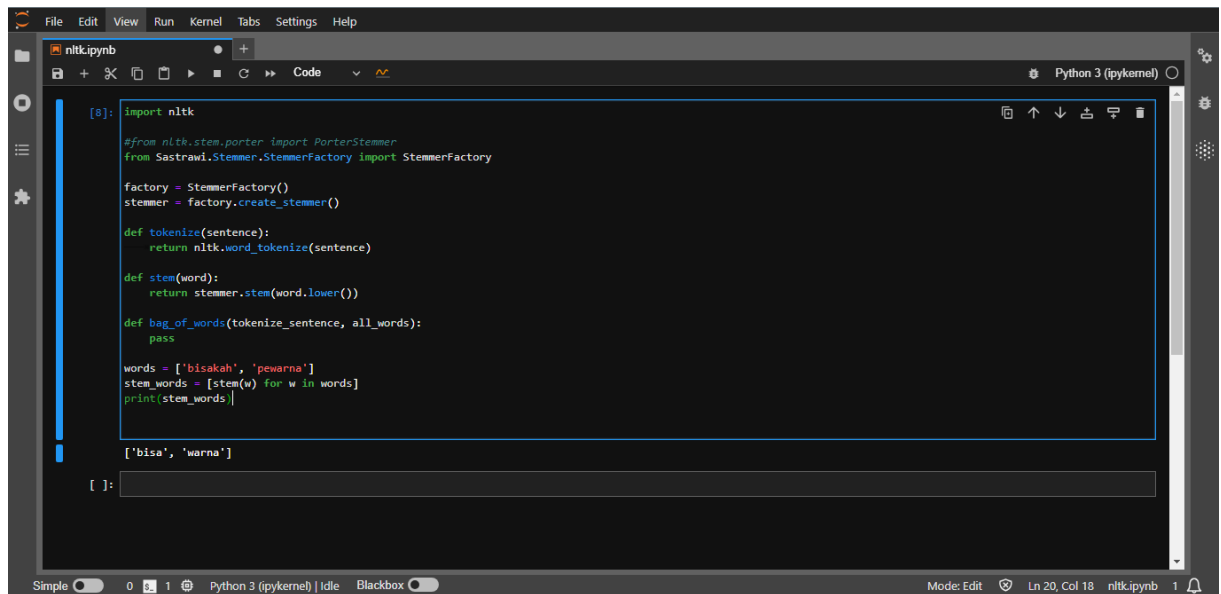 File Edit View Run Kernel Tabs Settings Help
nltk.ipynb
Code
Python 3 (ipykernel)
[8]:
import nltk
#from nltk.stem.porter import PorterStemmer
from Sastrawi.Stemmer.StemmerFactory import StemmerFactory
factory = StemmerFactory()
stemmer = factory.create_stemmer()
def tokenize(sentence):
    return nltk.word_tokenize(sentence)
def stem(word):
    return stemmer.stem(word.lower())
def bag_of_words(tokenize_sentence, all_words):
    pass
words = ['bisakah', 'pewarna']
stem_words = [stem(w) for w in words]
print(stem_words)
['bisa', 'warna']
[ ]:
Simple 0 $_ 1 Python 3 (ipykernel) | Idle Blackbox Mode: Edit Ln 20, Col 18 nltk.ipynb 1